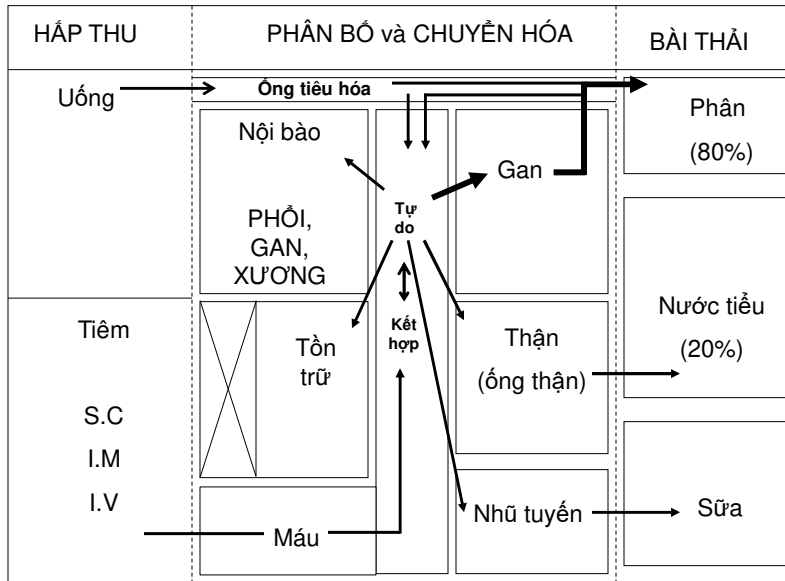 HẤP THU
PHÂN BỐ và CHUYỂN HÓA
BÀI THẢI
Uống
Ống tiêu hóa
Phân
(80%)
Nội bào
Gan
PHỔI,
GAN,
XƯƠNG
Tự
do
Tiêm
S.C
I.M
I.V
Tồn
trữ
Kết
hợp
Thận
(ống thận)
Nước tiểu
(20%)
Máu
Nhũ tuyến
Sữa